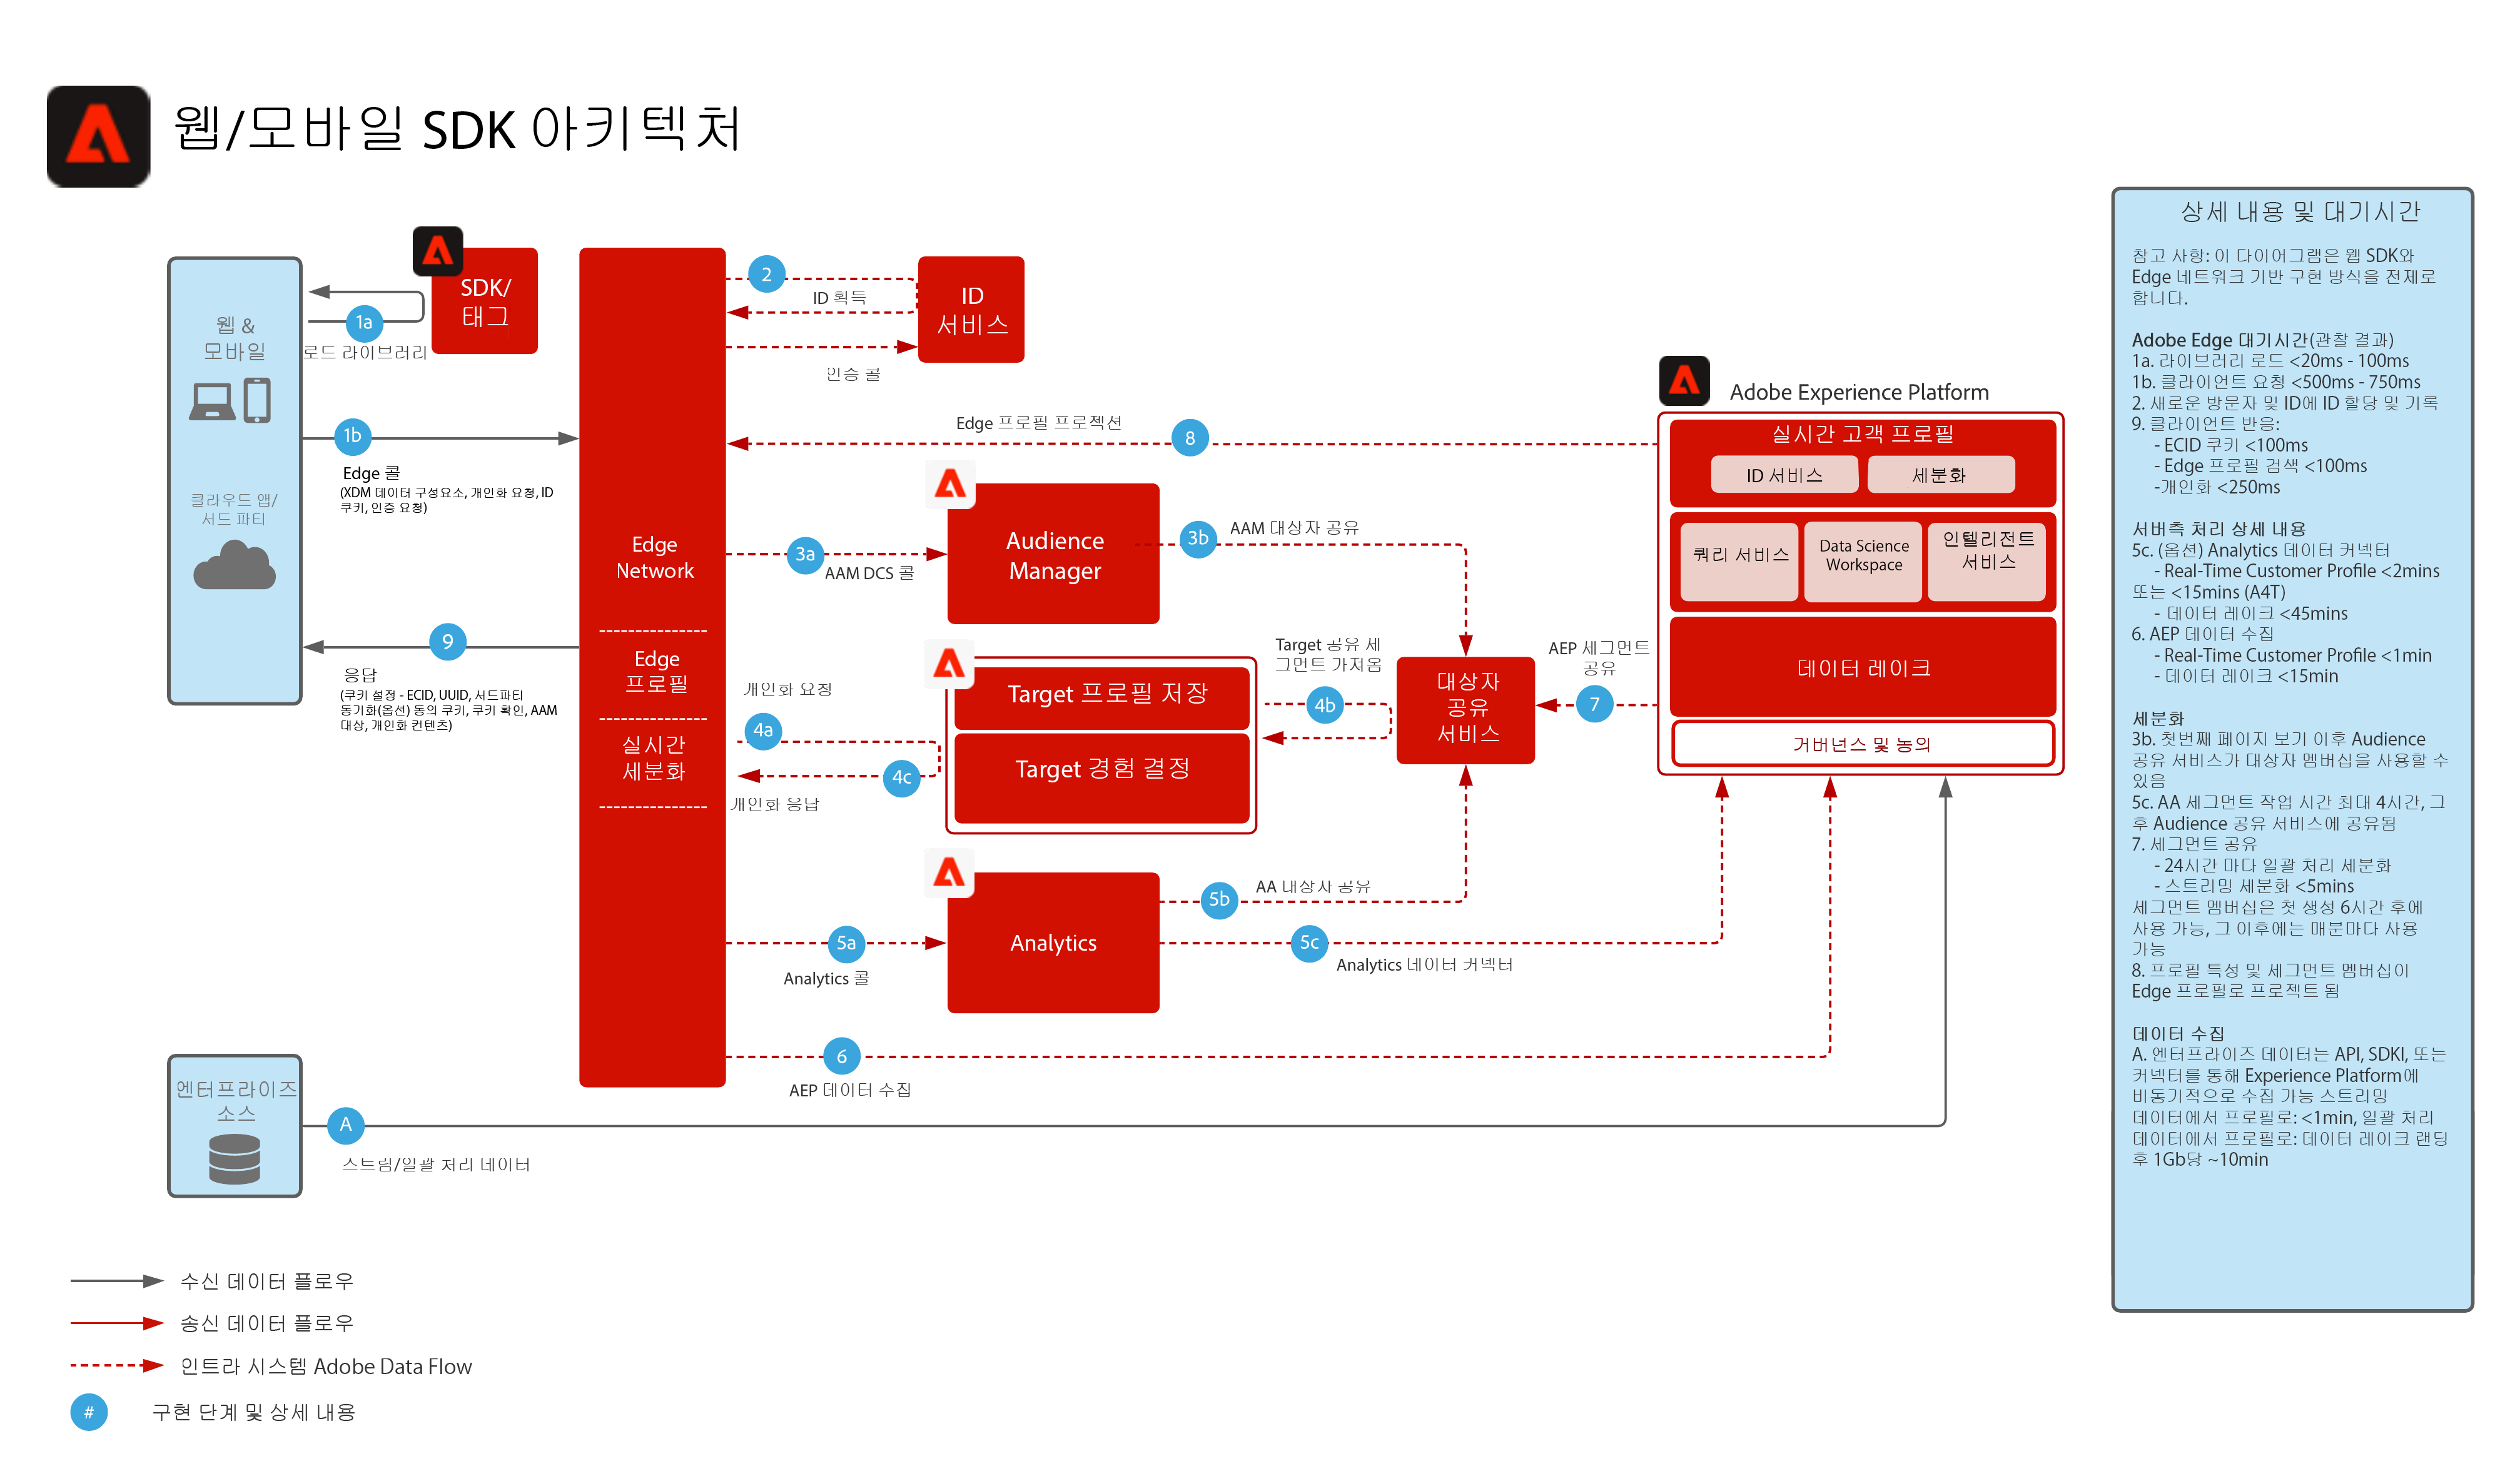 웹/모바일 SDK 아키텍처
SDK/
태그
웹 &
모바일
1a
로드 라이브러리
1b
Edge 콜
(XDM 데이터 구성요소, 개인화 요청, ID
쿠키, 인증 요청)
클라우드 앱/
서드 파티
9
응답
(쿠키 설정 - ECID, UUID, 서드파티
동기화(옵션) 동의 쿠키, 쿠키 확인, AAM
대상, 개인화 컨텐츠)
Edge
Network
Edge
프로필
실시간
세분화
2
ID 획득
인증 콜
ID
서비스
Edge 프로필 프로젝션
8
3a
AAM DCS 콜
Audience
Manager
3b
AAM 대상자 공유
개인화 요청
4a
4c
개인화 응답
Target 프로필 저장
Target 경험 결정
Target 공유 세
그먼트 가져옴
4b
대상자
공유
서비스
AEP 세그먼트
공유
7
5a
Analytics 콜
Analytics
5b
AA 대상자 공유
5c
Analytics 데이터 커넥터
6
AEP 데이터 수집
Adobe Experience Platform
실시간 고객 프로필
ID 서비스
세분화
쿼리 서비스
Data Science
Workspace
인텔리전트
서비스
데이터 레이크
거버넌스 및 동의
엔터프라이즈
소스
A
스트림/일괄 처리 데이터
수신 데이터 플로우
송신 데이터 플로우
인트라 시스템 Adobe Data Flow
#
구현 단계 및 상세 내용
상세 내용 및 대기시간
참고 사항: 이 다이어그램은 웹 SDK와
Edge 네트워크 기반 구현 방식을 전제로
합니다.
Adobe Edge 대기시간(관찰 결과)
1a. 라이브러리 로드 <20ms - 100ms
1b. 클라이언트 요청 <500ms - 750ms
2. 새로운 방문자 및 ID에 ID 할당 및 기록
9. 클라이언트 반응:
- ECID 쿠키 <100ms
- Edge 프로필 검색 <100ms
-개인화 <250ms
서버측 처리 상세 내용
5c. (옵션) Analytics 데이터 커넥터
- Real-Time Customer Profile <2mins
또는 <15mins (A4T)
- 데이터 레이크 <45mins
6. AEP 데이터 수집
- Real-Time Customer Profile <1min
- 데이터 레이크 <15min
세분화
3b. 첫번째 페이지 보기 이후 Audience
공유 서비스가 대상자 멤버십을 사용할 수
있음
5c. AA 세그먼트 작업 시간 최대 4시간, 그
후 Audience 공유 서비스에 공유됨
7. 세그먼트 공유
- 24시간 마다 일괄 처리 세분화
- 스트리밍 세분화 <5mins
세그먼트 멤버십은 첫 생성 6시간 후에
사용 가능, 그 이후에는 매분마다 사용
가능
8. 프로필 특성 및 세그먼트 멤버십이
Edge 프로필로 프로젝트 됨
데이터 수집
A. 엔터프라이즈 데이터는 API, SDKI, 또는
커넥터를 통해 Experience Platform에
비동기적으로 수집 가능 스트리밍
데이터에서 프로필로: <1min, 일괄 처리
데이터에서 프로필로: 데이터 레이크 랜딩
후 1Gb당 ~10min